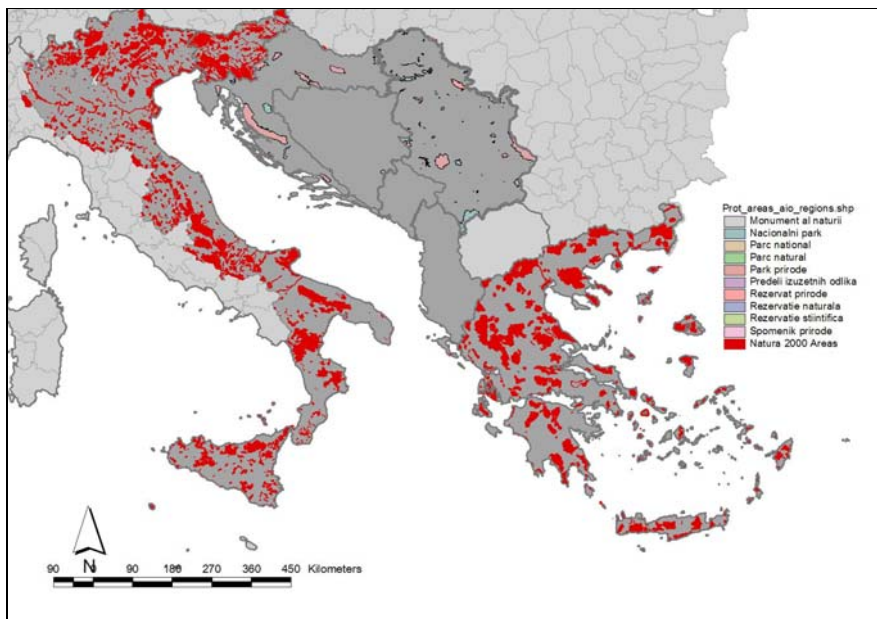 Prot_areas_aio_regions.shp
Monument al naturii
Nacionalni park
Parc national
Parc natural
Park prirode
Predeli izuzetnih odlika
Rezervat prirode
Rezervatie naturala
Rezervatie stiintifica
Spomenik prirode
Natura 2000 Areas
N
90 0 90 180 270 360 450 Kilometers